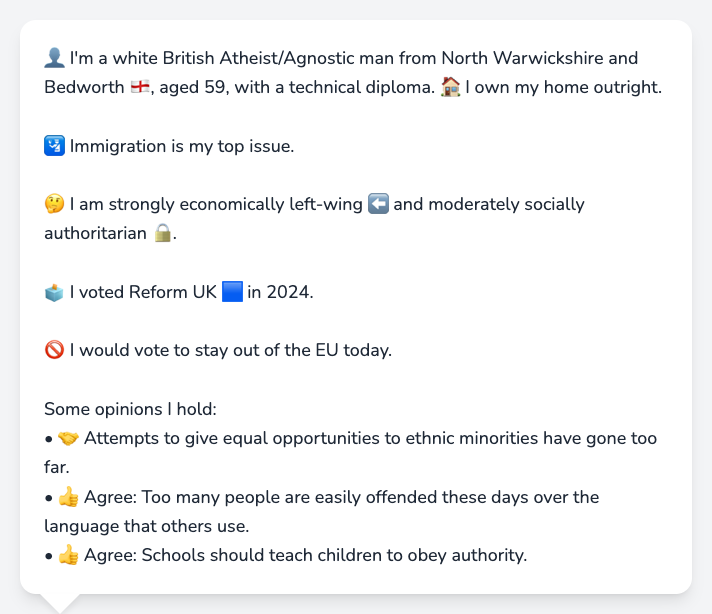 👤 I'm a white British Atheist/Agnostic man from North Warwickshire and
Bedworth 🏴󠁧󠁢󠁥󠁮󠁧󠁿, aged 59, with a technical diploma. 🏠 I own my home outright.
🛂 Immigration is my top issue.
🤔 I am strongly economically left-wing ⬅️ and moderately socially
authoritarian 🔒.
🗳️ I voted Reform UK 🟦 in 2024.
🚫 I would vote to stay out of the EU today.
Some opinions I hold:
• 🤝 Attempts to give equal opportunities to ethnic minorities have gone too
far.
• 👍 Agree: Too many people are easily offended these days over the
language that others use.
• 👍 Agree: Schools should teach children to obey authority.